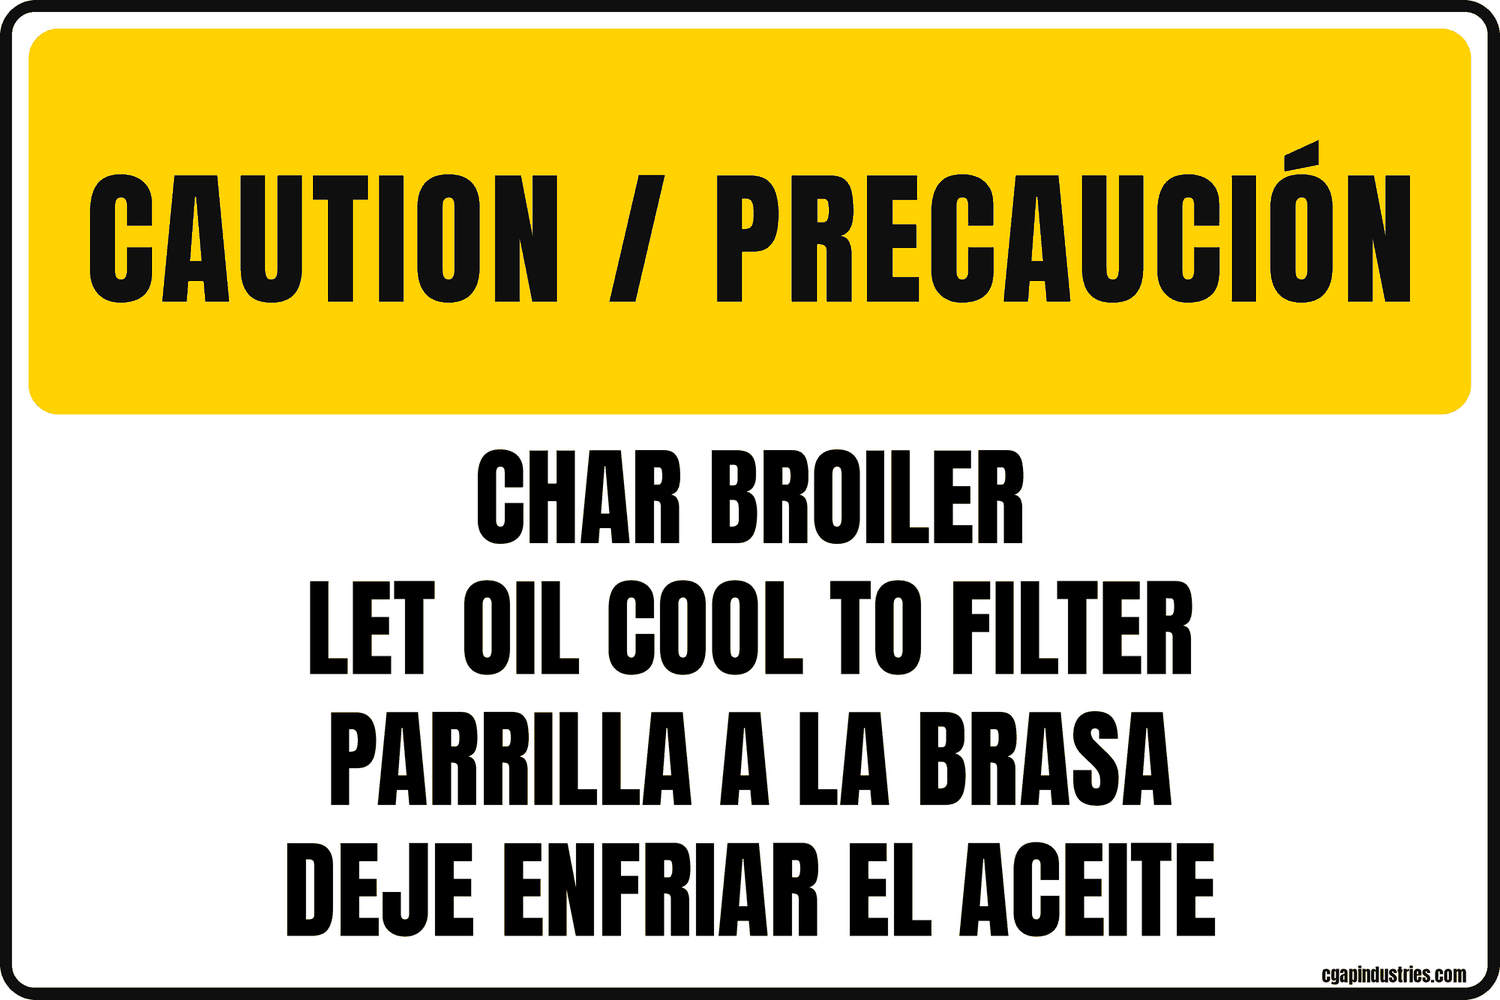 CAUTION / PRECAUCIÓN
CHAR BROILER
LET OIL COOL TO FILTER
PARRILLA A LA BRASA
DEJE ENFRIAR EL ACEITE
cgapindustries.com